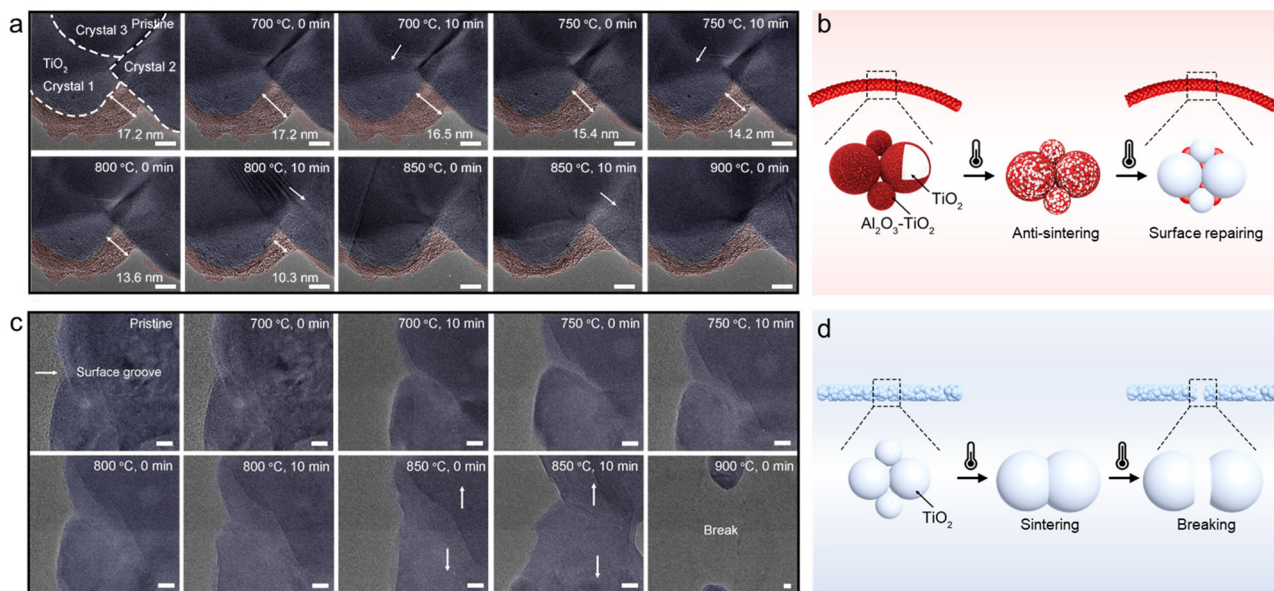 a
Crystal 3
Pristine
TiO₂
Crystal 2
Crystal 1
17.2 nm
700 °C, 0 min
17.2 nm
700 °C, 10 min
16.5 nm
750 °C, 0 min
15.4 nm
750 °C, 10 min
14.2 nm
800 °C, 0 min
13.6 nm
800 °C, 10 min
10.3 nm
850 °C, 0 min
850 °C, 10 min
900 °C, 0 min
b
TiO₂
Al₂O₃-TiO₂
Anti-sintering
Surface repairing
c
Pristine
Surface groove
700 °C, 0 min
700 °C, 10 min
750 °C, 0 min
750 °C, 10 min
800 °C, 0 min
800 °C, 10 min
850 °C, 0 min
850 °C, 10 min
900 °C, 0 min
Break
d
TiO₂
Sintering
Breaking